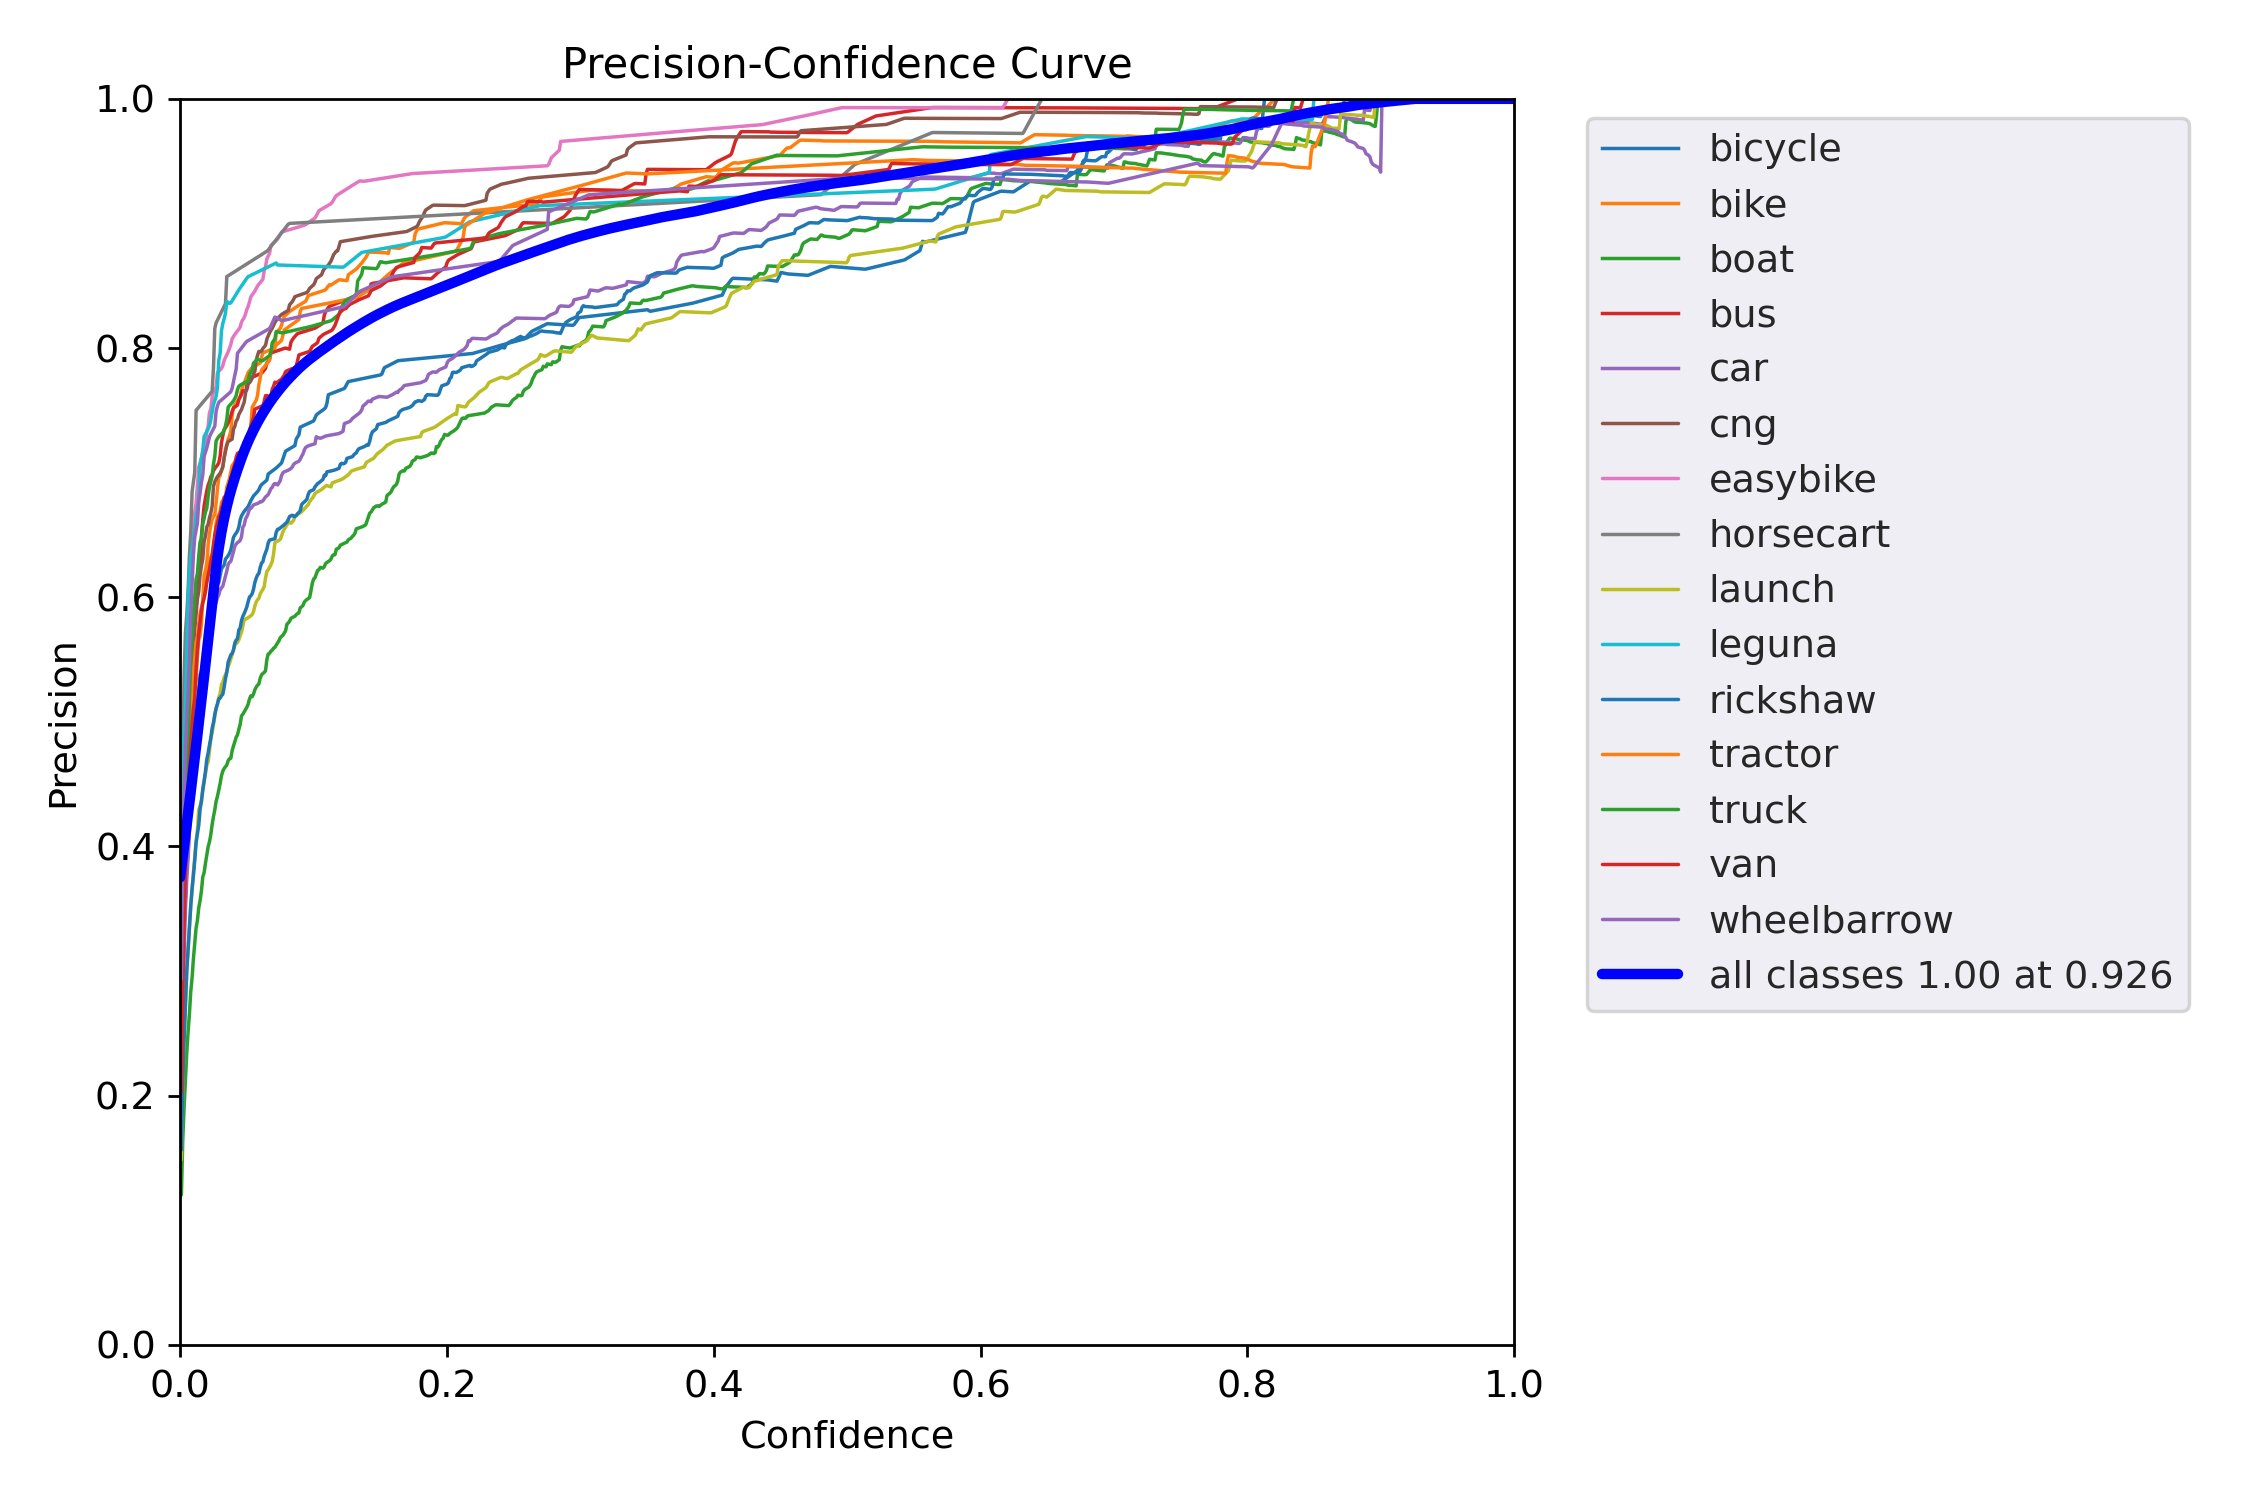 Precision-Confidence Curve
1.0
0.8
0.6
0.4
0.2
0.0
Precision
0.0 0.2 0.4 0.6 0.8 1.0
Confidence
bicycle
bike
boat
bus
car
cng
easybike
horsecart
launch
leguna
rickshaw
tractor
truck
van
wheelbarrow
all classes 1.00 at 0.926